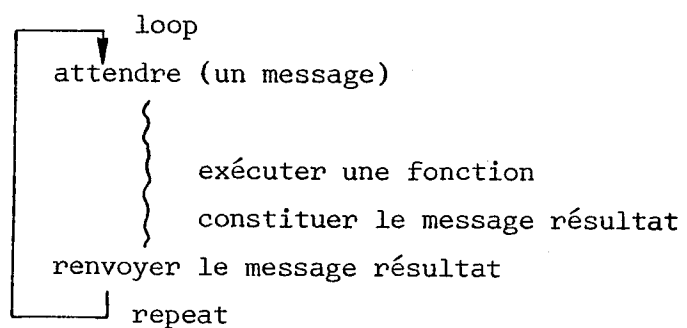 loop
attendre (un message)
exécuter une fonction
constituer le message résultat
renvoyer le message résultat
repeat